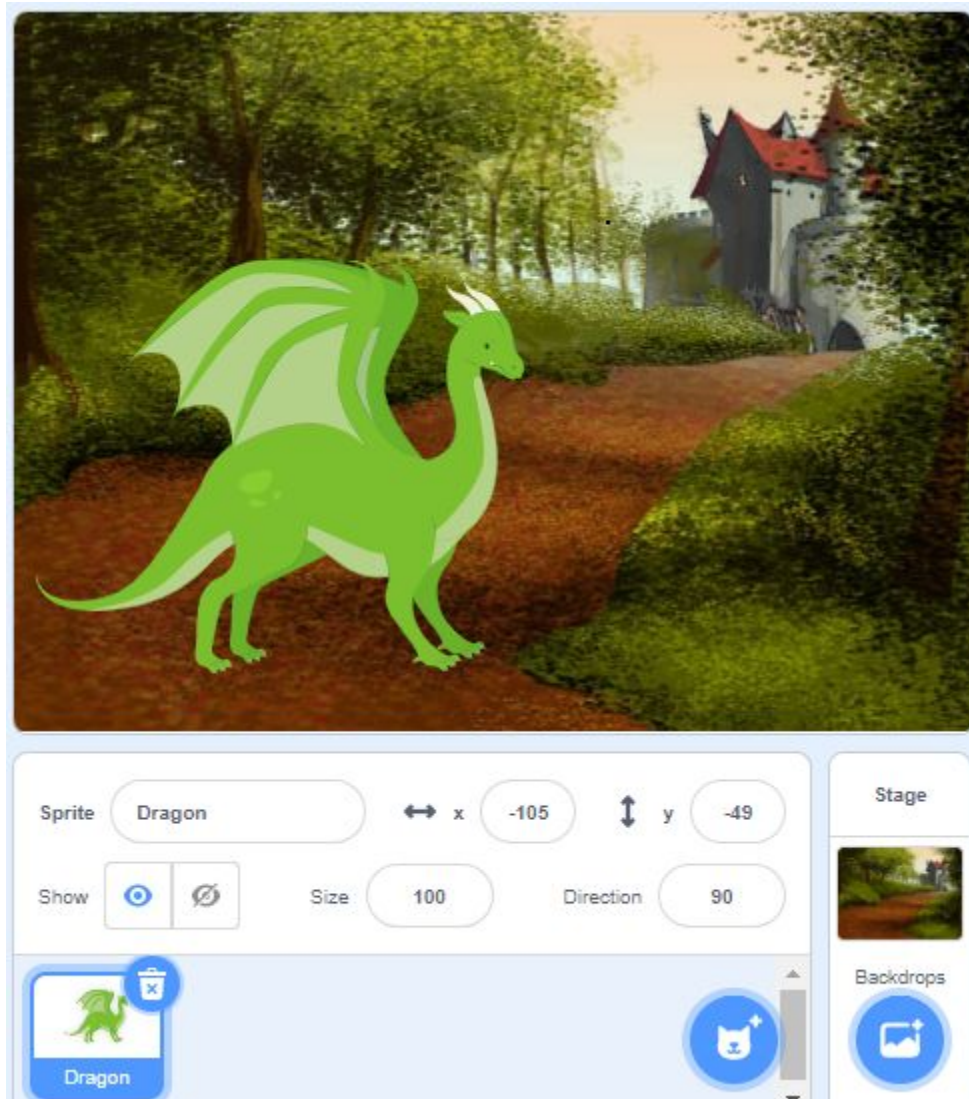 Sprite Dragon x -105 y -49
Show Size 100 Direction 90
Dragon
Stage
Backdrops